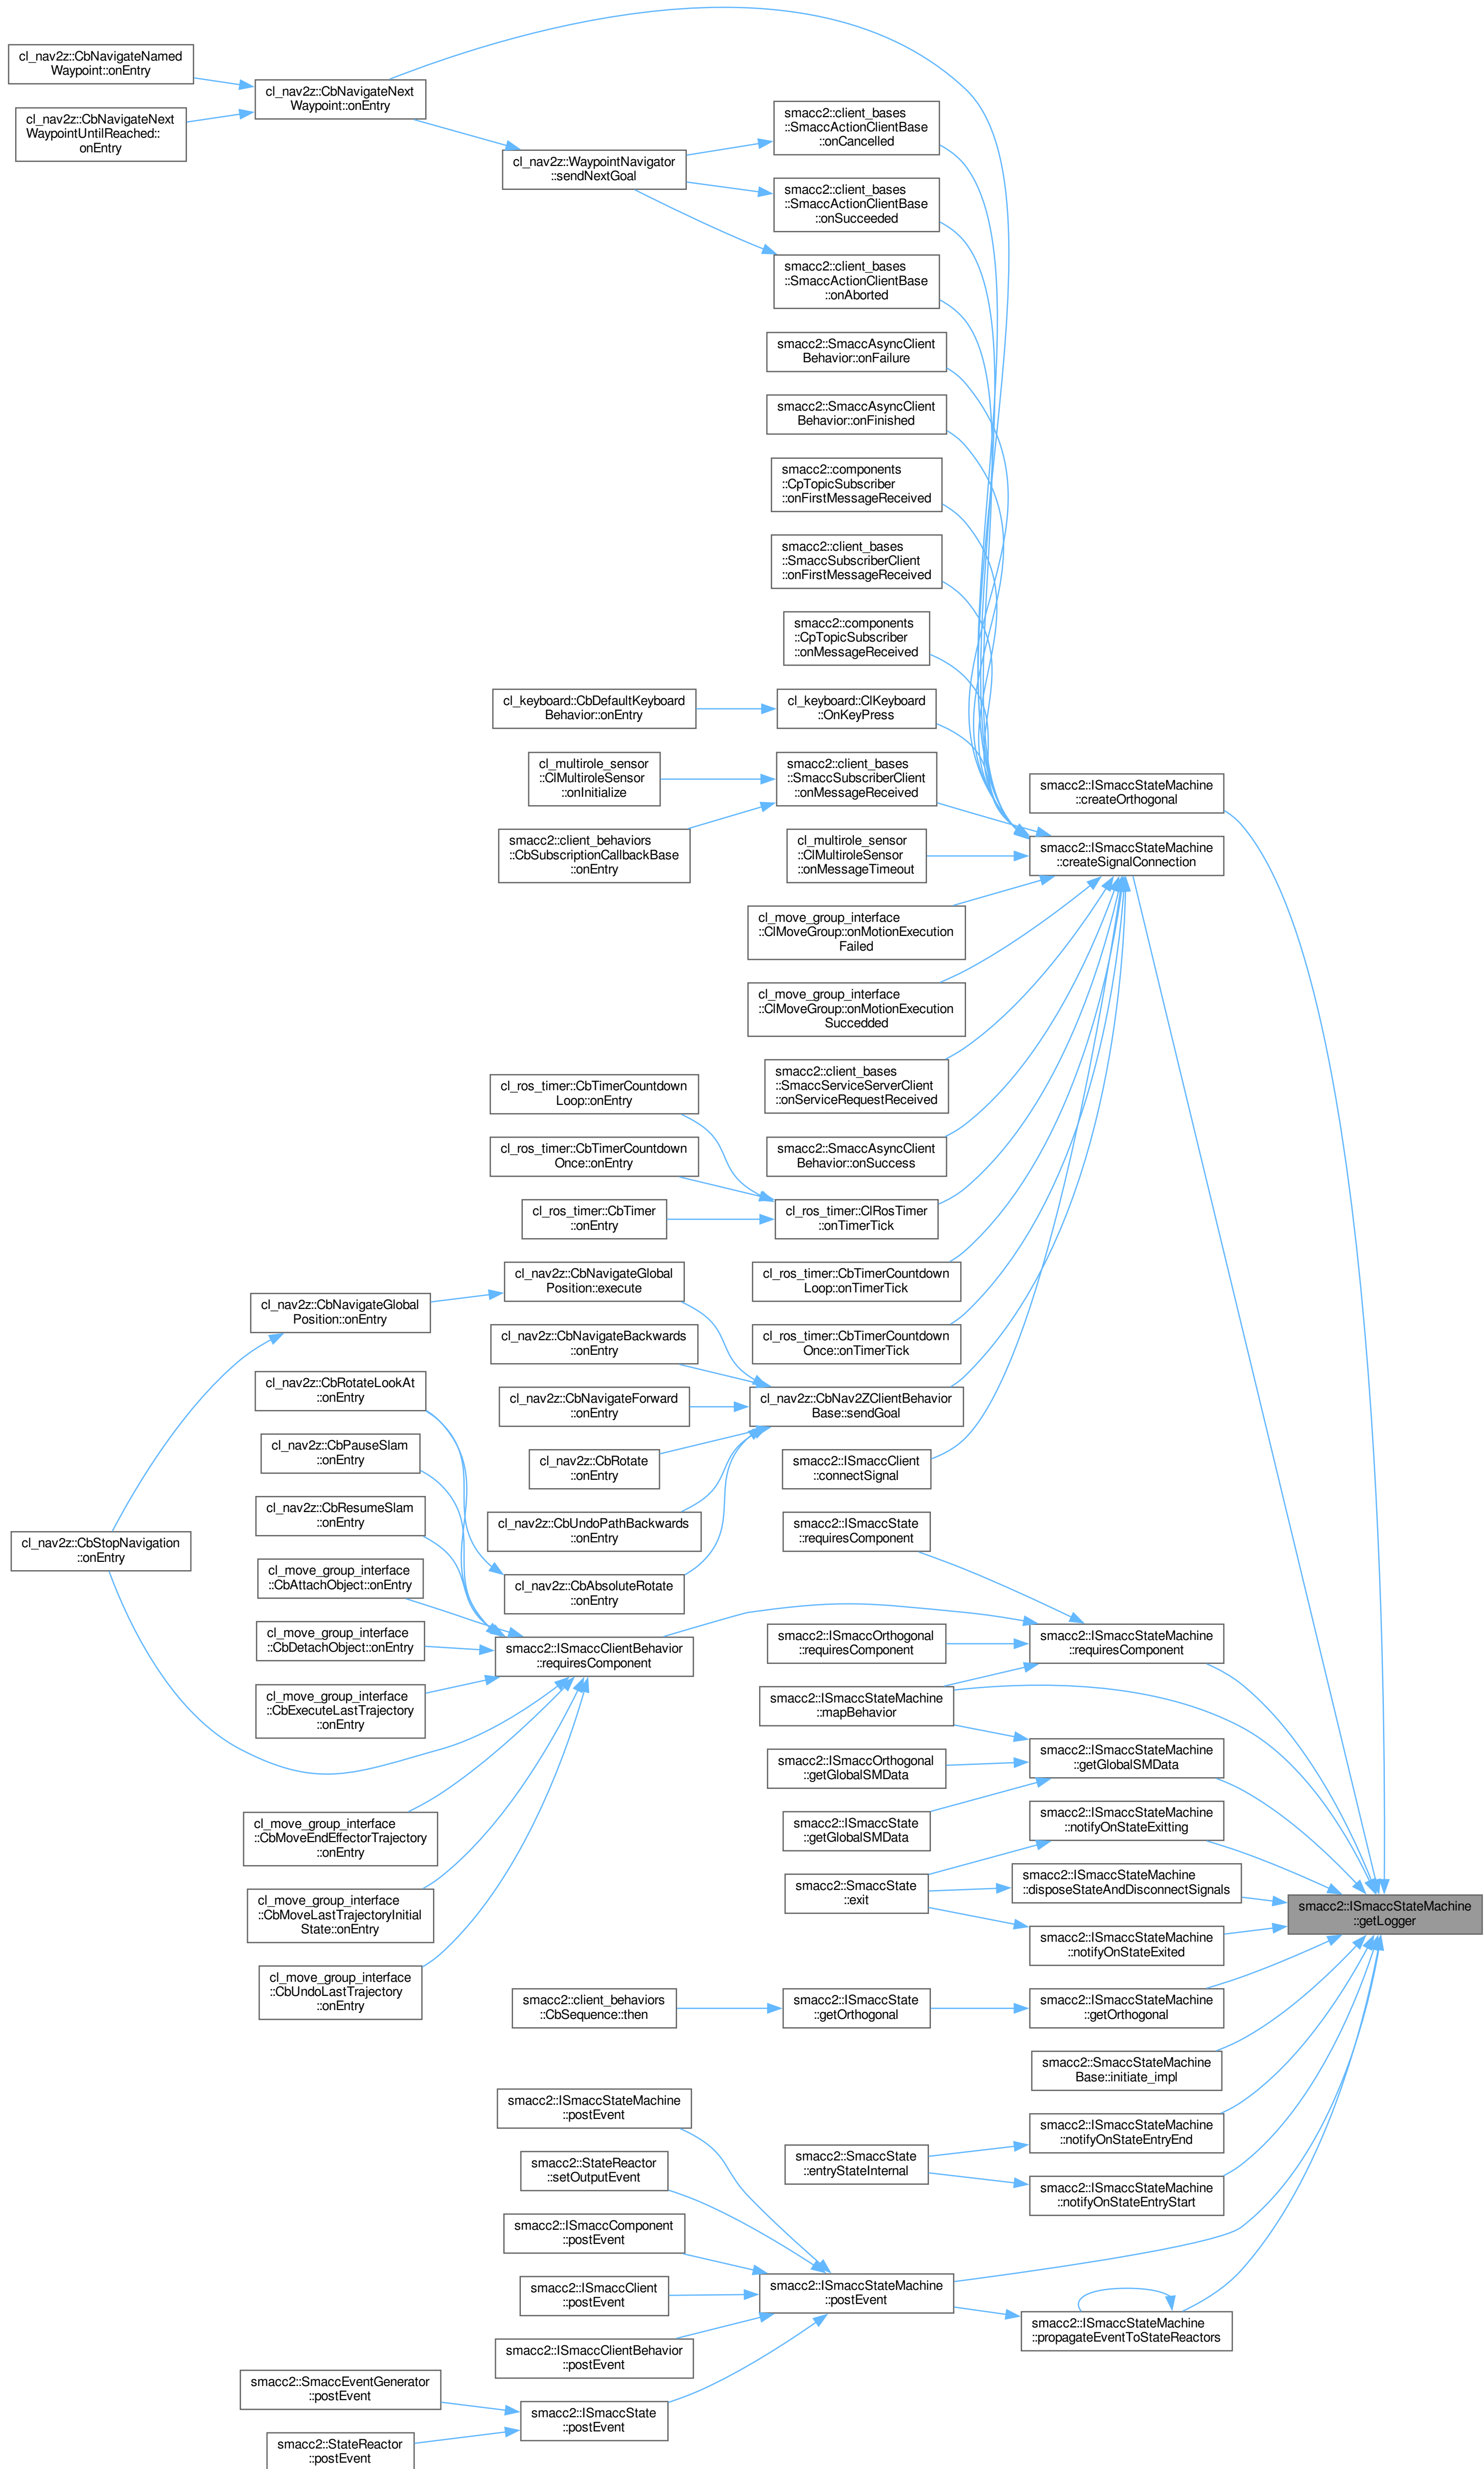 cl_nav2z::CbNavigateNamed
Waypoint::onEntry
cl_nav2z::CbNavigateNext
WaypointUntilReached::
onEntry
cl_nav2z::CbNavigateNext
Waypoint::onEntry
cl_nav2z::WaypointNavigator
::sendNextGoal
smacc2::client_bases
::SmaccActionClientBase
::onCancelled
smacc2::client_bases
::SmaccActionClientBase
::onSucceeded
smacc2::client_bases
::SmaccActionClientBase
::onAborted
smacc2::SmaccAsyncClient
Behavior::onFailure
smacc2::SmaccAsyncClient
Behavior::onFinished
smacc2::components
::CpTopicSubscriber
::onFirstMessageReceived
smacc2::client_bases
::SmaccSubscriberClient
::onFirstMessageReceived
smacc2::components
::CpTopicSubscriber
::onMessageReceived
cl_keyboard::CbDefaultKeyboard
Behavior::onEntry
cl_keyboard::ClKeyboard
::OnKeyPress
cl_multirole_sensor
::ClMultiroleSensor
::onInitialize
smacc2::client_bases
::SmaccSubscriberClient
::onMessageReceived
smacc2::ISmaccStateMachine
::createOrthogonal
smacc2::client_behaviors
::CbSubscriptionCallbackBase
::onEntry
cl_multirole_sensor
::ClMultiroleSensor
::onMessageTimeout
smacc2::ISmaccStateMachine
::createSignalConnection
cl_move_group_interface
::ClMoveGroup::onMotionExecution
Failed
cl_move_group_interface
::ClMoveGroup::onMotionExecution
Succedded
smacc2::client_bases
::SmaccServiceServerClient
::onServiceRequestReceived
cl_ros_timer::CbTimerCountdown
Loop::onEntry
cl_ros_timer::CbTimerCountdown
Once::onEntry
smacc2::SmaccAsyncClient
Behavior::onSuccess
cl_ros_timer::CbTimer
::onEntry
cl_ros_timer::ClRosTimer
::onTimerTick
cl_nav2z::CbNavigateGlobal
Position::execute
cl_ros_timer::CbTimerCountdown
Loop::onTimerTick
cl_nav2z::CbNavigateGlobal
Position::onEntry
cl_nav2z::CbNavigateBackwards
::onEntry
cl_ros_timer::CbTimerCountdown
Once::onTimerTick
cl_nav2z::CbRotateLookAt
::onEntry
cl_nav2z::CbNavigateForward
::onEntry
cl_nav2z::CbNav2ZClientBehavior
Base::sendGoal
cl_nav2z::CbPauseSlam
::onEntry
cl_nav2z::CbRotate
::onEntry
smacc2::ISmaccClient
::connectSignal
cl_nav2z::CbResumeSlam
::onEntry
cl_nav2z::CbUndoPathBackwards
::onEntry
smacc2::ISmaccState
::requiresComponent
cl_nav2z::CbStopNavigation
::onEntry
cl_move_group_interface
::CbAttachObject::onEntry
cl_nav2z::CbAbsoluteRotate
::onEntry
cl_move_group_interface
::CbDetachObject::onEntry
smacc2::ISmaccClientBehavior
::requiresComponent
smacc2::ISmaccOrthogonal
::requiresComponent
smacc2::ISmaccStateMachine
::requiresComponent
cl_move_group_interface
::CbExecuteLastTrajectory
::onEntry
smacc2::ISmaccStateMachine
::mapBehavior
smacc2::ISmaccStateMachine
::getGlobalSMData
smacc2::ISmaccOrthogonal
::getGlobalSMData
cl_move_group_interface
::CbMoveEndEffectorTrajectory
::onEntry
smacc2::ISmaccState
::getGlobalSMData
smacc2::ISmaccStateMachine
::notifyOnStateExitting
cl_move_group_interface
::CbMoveLastTrajectoryInitial
State::onEntry
smacc2::SmaccState
::exit
smacc2::ISmaccStateMachine
::disposeStateAndDisconnectSignals
smacc2::ISmaccStateMachine
::getLogger
smacc2::ISmaccStateMachine
::notifyOnStateExited
cl_move_group_interface
::CbUndoLastTrajectory
::onEntry
smacc2::client_behaviors
::CbSequence::then
smacc2::ISmaccState
::getOrthogonal
smacc2::ISmaccStateMachine
::getOrthogonal
smacc2::SmaccStateMachine
Base::initiate_impl
smacc2::ISmaccStateMachine
::postEvent
smacc2::ISmaccStateMachine
::notifyOnStateEntryEnd
smacc2::StateReactor
::setOutputEvent
smacc2::SmaccState
::entryStateInternal
smacc2::ISmaccStateMachine
::notifyOnStateEntryStart
smacc2::ISmaccComponent
::postEvent
smacc2::ISmaccClient
::postEvent
smacc2::ISmaccStateMachine
::postEvent
smacc2::ISmaccStateMachine
::propagateEventToStateReactors
smacc2::ISmaccClientBehavior
::postEvent
smacc2::SmaccEventGenerator
::postEvent
smacc2::ISmaccState
::postEvent
smacc2::StateReactor
::postEvent